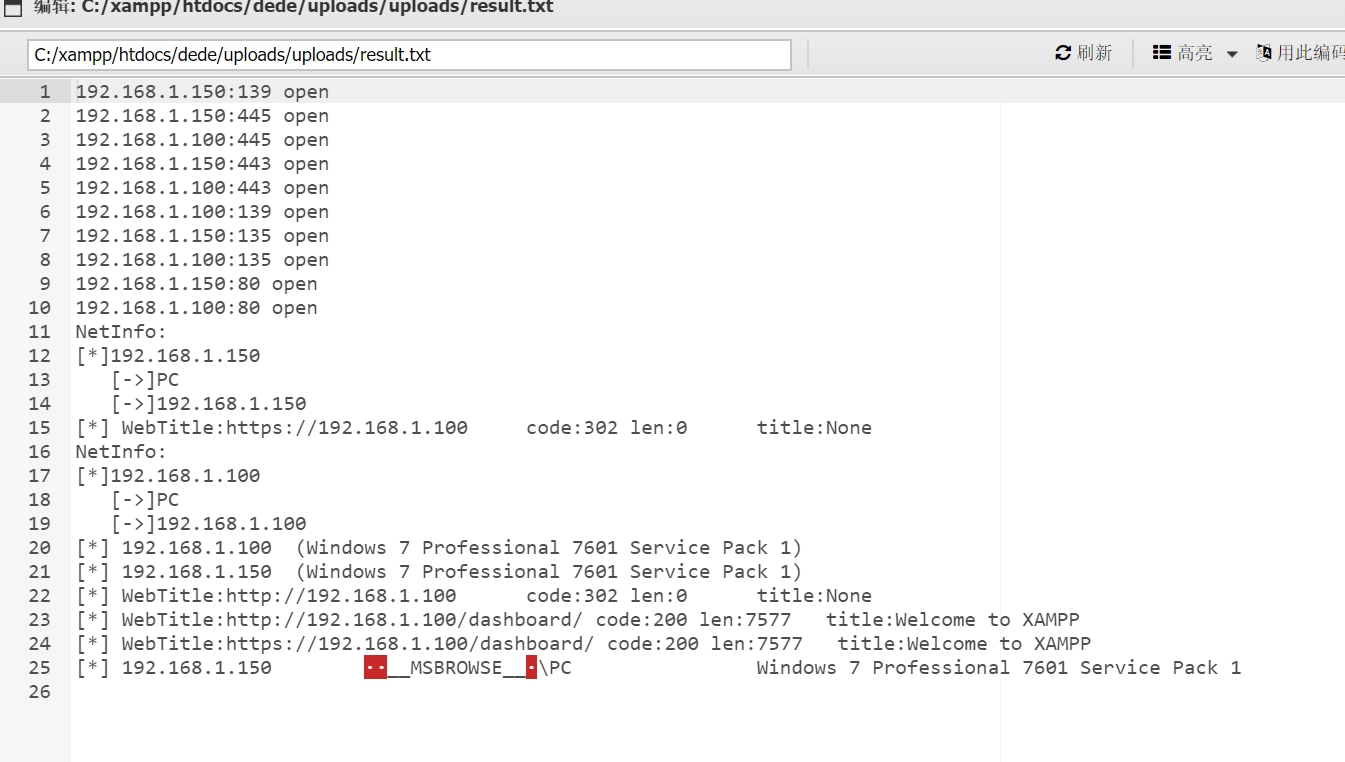 编辑: C:/xampp/htdocs/dede/uploads/uploads/result.txt
C:/xampp/htdocs/dede/uploads/uploads/result.txt 刷新 高亮 用此编码
1 192.168.1.150:139 open
2 192.168.1.150:445 open
3 192.168.1.100:445 open
4 192.168.1.150:443 open
5 192.168.1.100:443 open
6 192.168.1.100:139 open
7 192.168.1.150:135 open
8 192.168.1.100:135 open
9 192.168.1.150:80 open
10 192.168.1.100:80 open
11 NetInfo:
12 [*]192.168.1.150
13 [->]PC
14 [->]192.168.1.150
15 [*] WebTitle:https://192.168.1.100 code:302 len:0 title:None
16 NetInfo:
17 [*]192.168.1.100
18 [->]PC
19 [->]192.168.1.100
20 [*] 192.168.1.100 (Windows 7 Professional 7601 Service Pack 1)
21 [*] 192.168.1.150 (Windows 7 Professional 7601 Service Pack 1)
22 [*] WebTitle:http://192.168.1.100 code:302 len:0 title:None
23 [*] WebTitle:http://192.168.1.100/dashboard/ code:200 len:7577 title:Welcome to XAMPP
24 [*] WebTitle:https://192.168.1.100/dashboard/ code:200 len:7577 title:Welcome to XAMPP
25 [*] 192.168.1.150 ··__MSBROWSE__·\PC Windows 7 Professional 7601 Service Pack 1
26